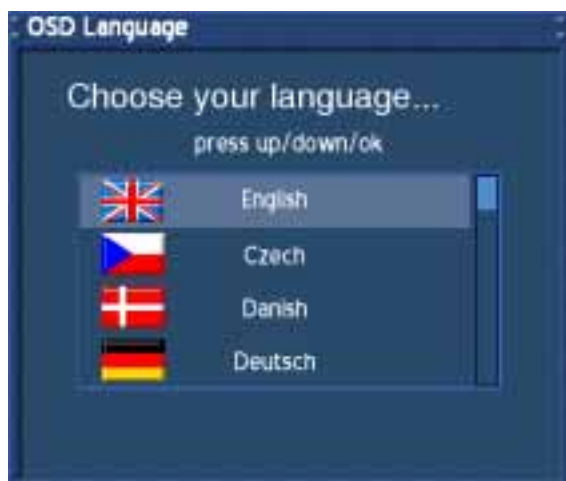 OSD Language
Choose your language...
press up/down/ok
English
Czech
Danish
Deutsch